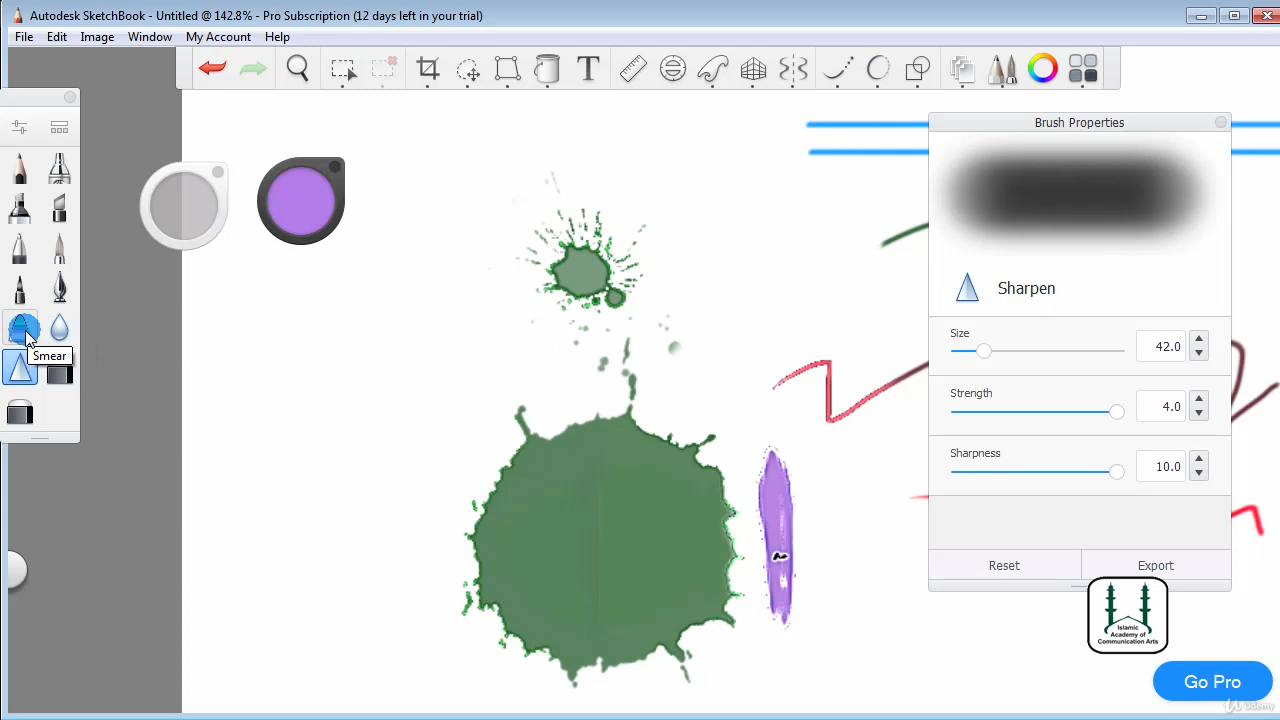 Autodesk SketchBook - Untitled @ 142.8% - Pro Subscription (12 days left in your trial)
File Edit Image Window My Account Help
T
Brush Properties
Smear
Sharpen
Size
42.0
Strength
4.0
Sharpness
10.0
Reset Export
Islamic
Academy of
Communication Arts
Go Pro
Udemy